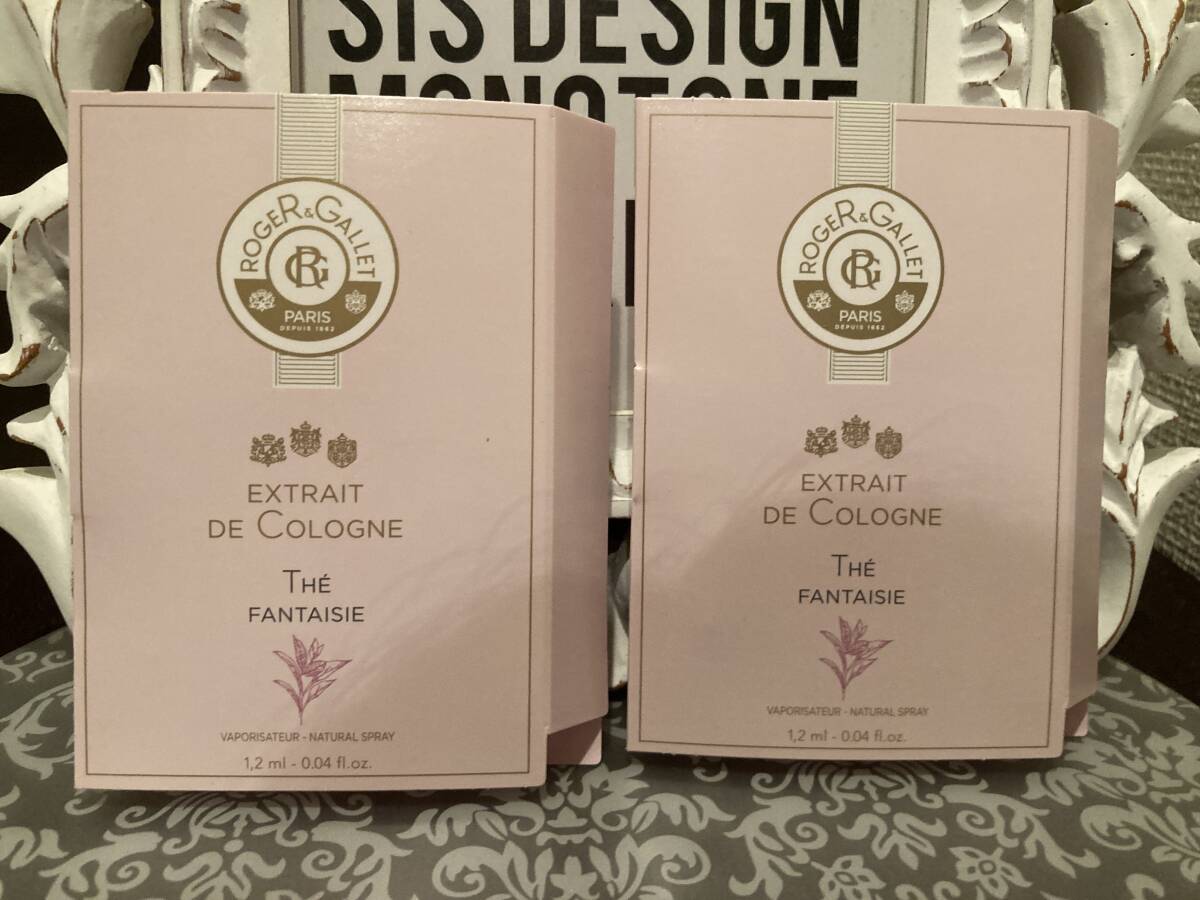 SIS DESIGN
MONOTONE
ROGER & GALLET
RG
PARIS
DEPUIS 1862
EXTRAIT
DE COLOGNE
THÉ
FANTAISIE
VAPORISATEUR - NATURAL SPRAY
1,2 ml - 0.04 fl.oz.
ROGER & GALLET
RG
PARIS
DEPUIS 1862
EXTRAIT
DE COLOGNE
THÉ
FANTAISIE
VAPORISATEUR - NATURAL SPRAY
1,2 ml - 0.04 fl.oz.